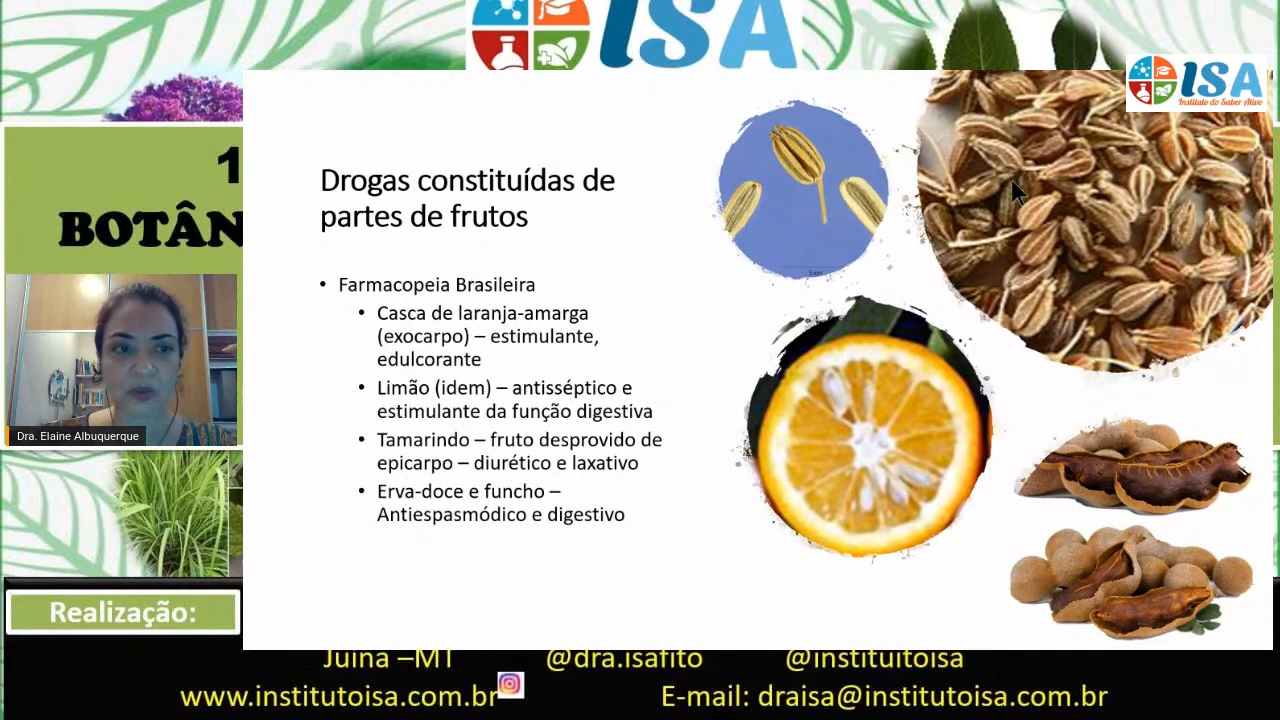 ISA
ISA
Instituto do Saber Ativo
1
BOTÂN
Drogas constituídas de
partes de frutos
• Farmacopeia Brasileira
• Casca de laranja-amarga
(exocarpo) – estimulante,
edulcorante
• Limão (idem) – antisséptico e
estimulante da função digestiva
• Tamarindo – fruto desprovido de
epicarpo – diurético e laxativo
• Erva-doce e funcho –
Antiespasmódico e digestivo
Dra. Elaine Albuquerque
Realização:
Juína –MT @dra.isafito @instituitoisa
www.institutoisa.com.br E-mail: draisa@institutoisa.com.br